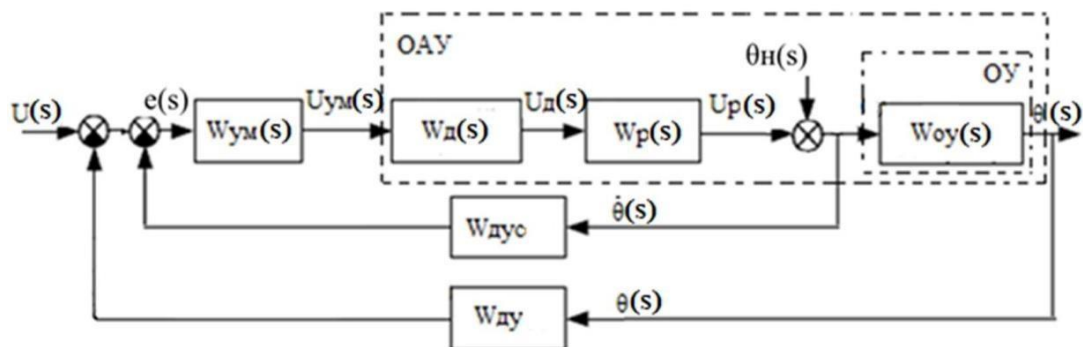 ОАУ
θн(s)
ОУ
U(s)
e(s)
Uум(s)
Uд(s)
Uр(s)
θ(s)
Wум(s)
Wд(s)
Wр(s)
Wоу(s)
Wдус
θ̇(s)
Wду
θ(s)